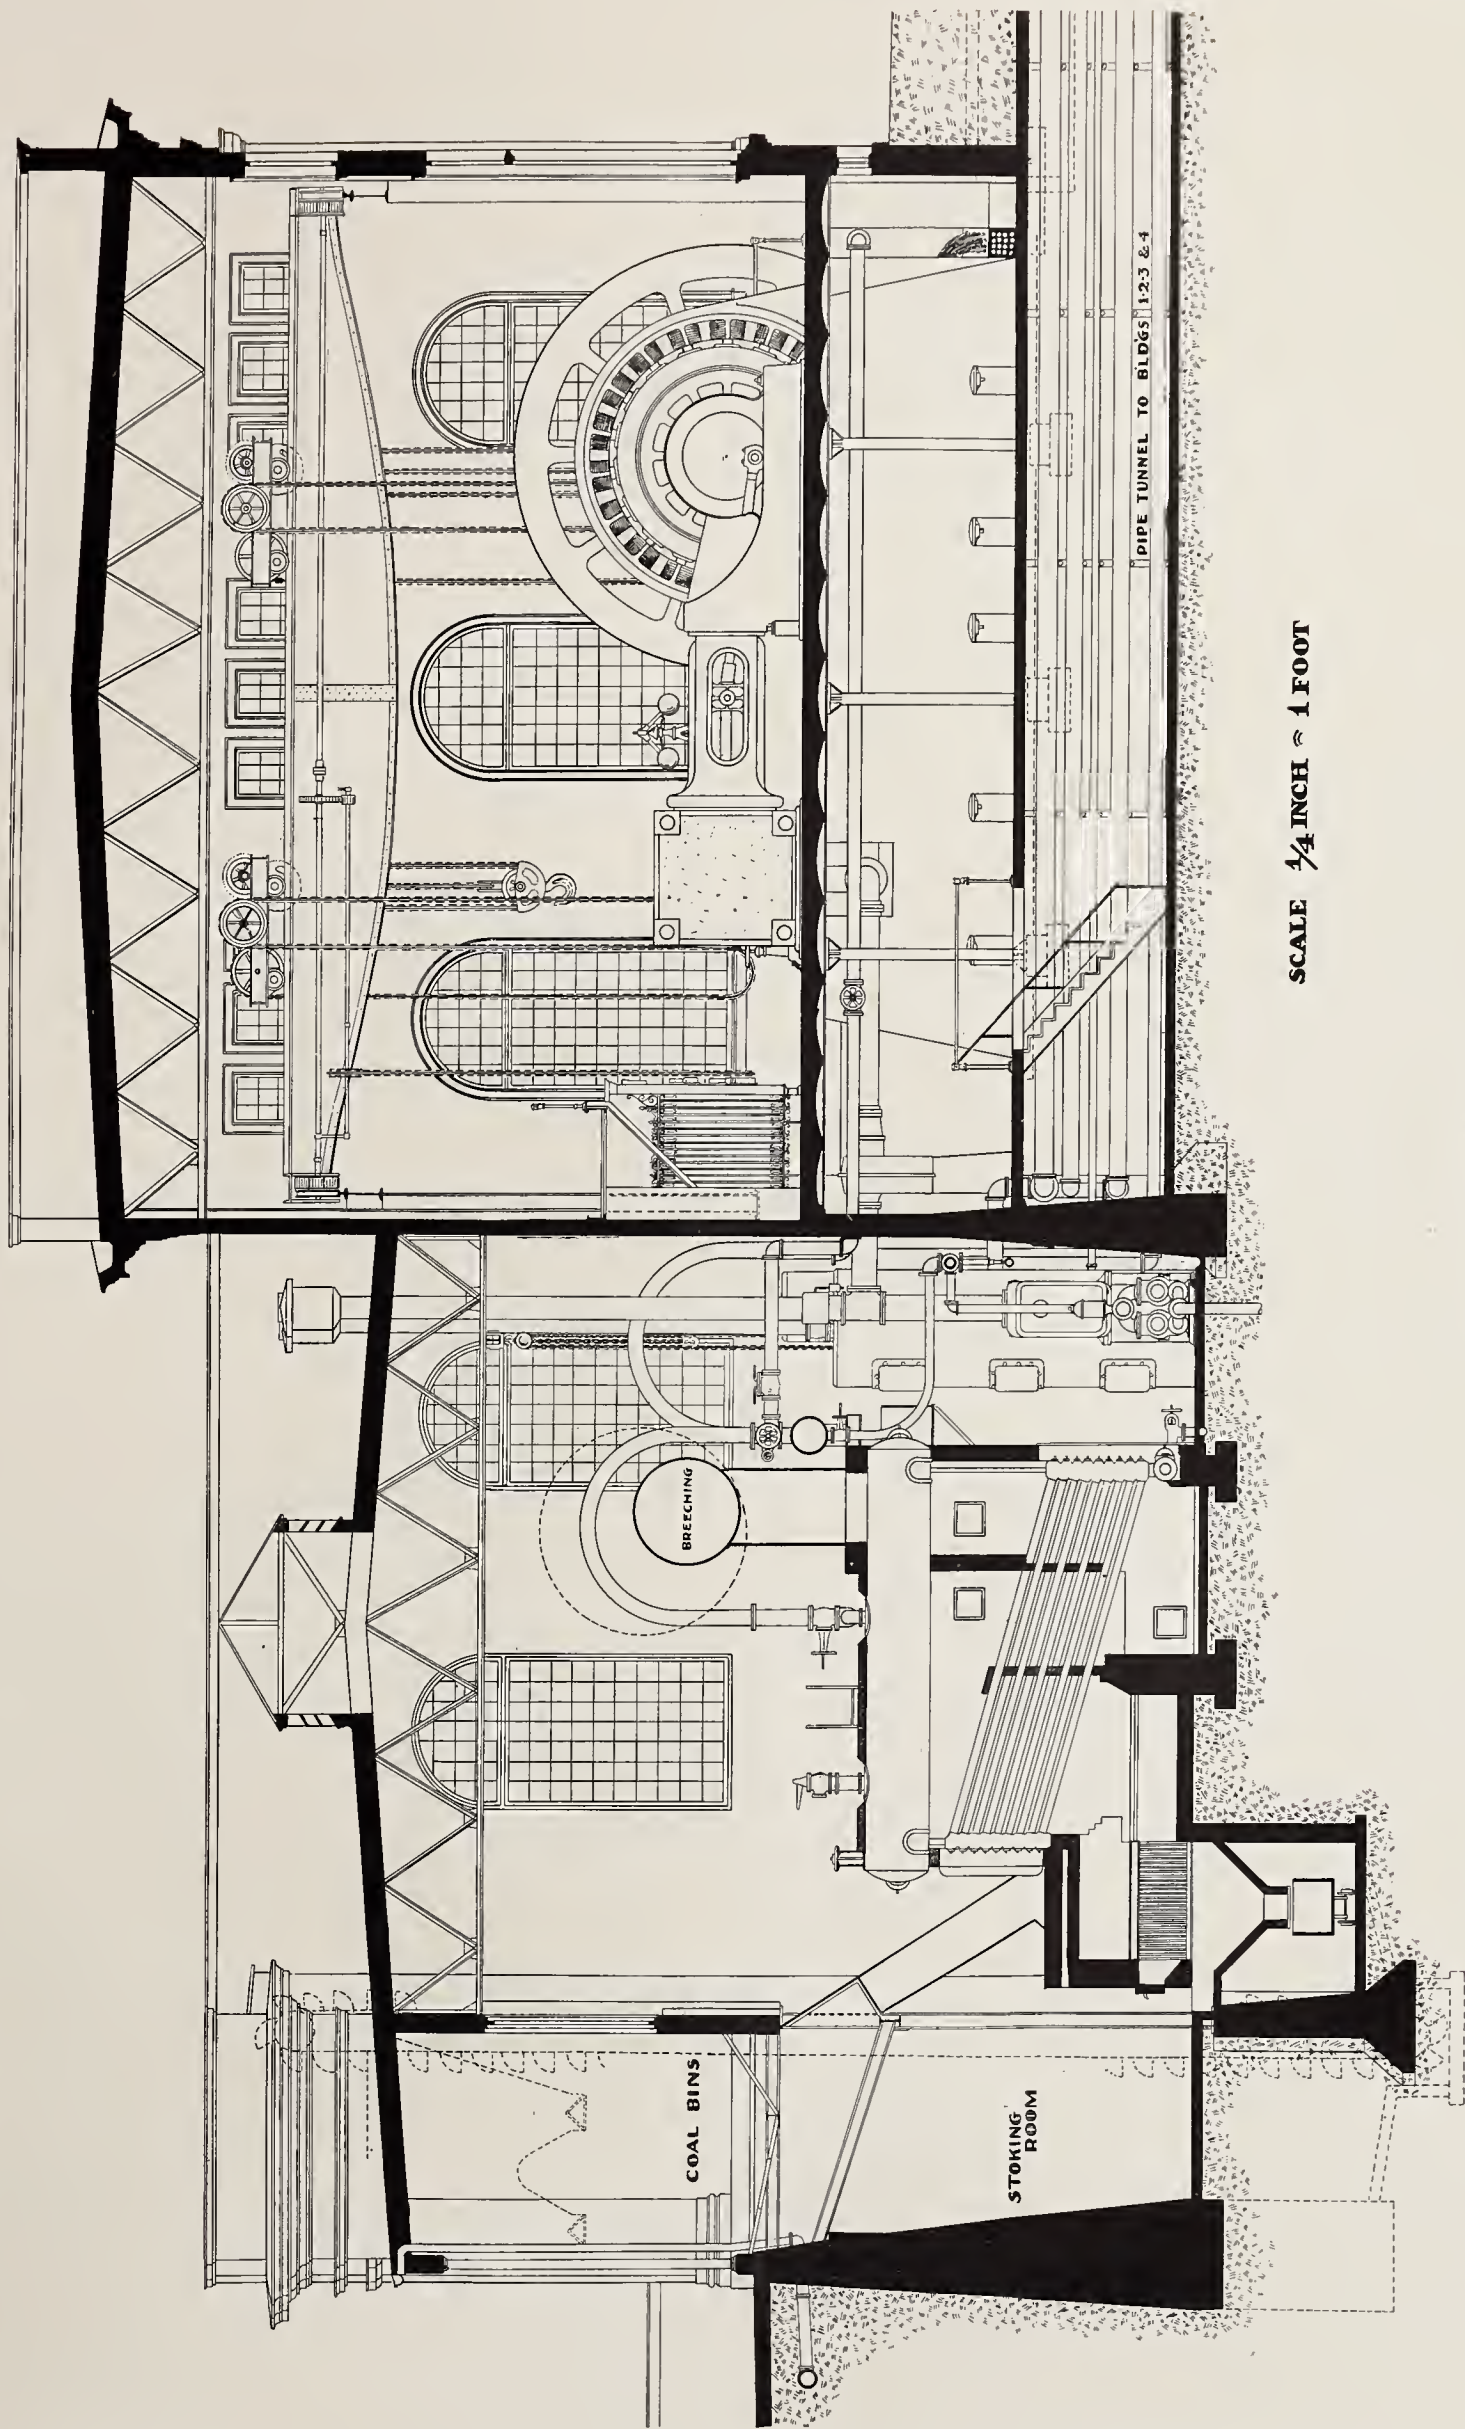 COAL BINS
STOKING
ROOM
BREECHING
PIPE TUNNEL TO BLDGS 1-2-3 & 4
SCALE 1/4 INCH = 1 FOOT